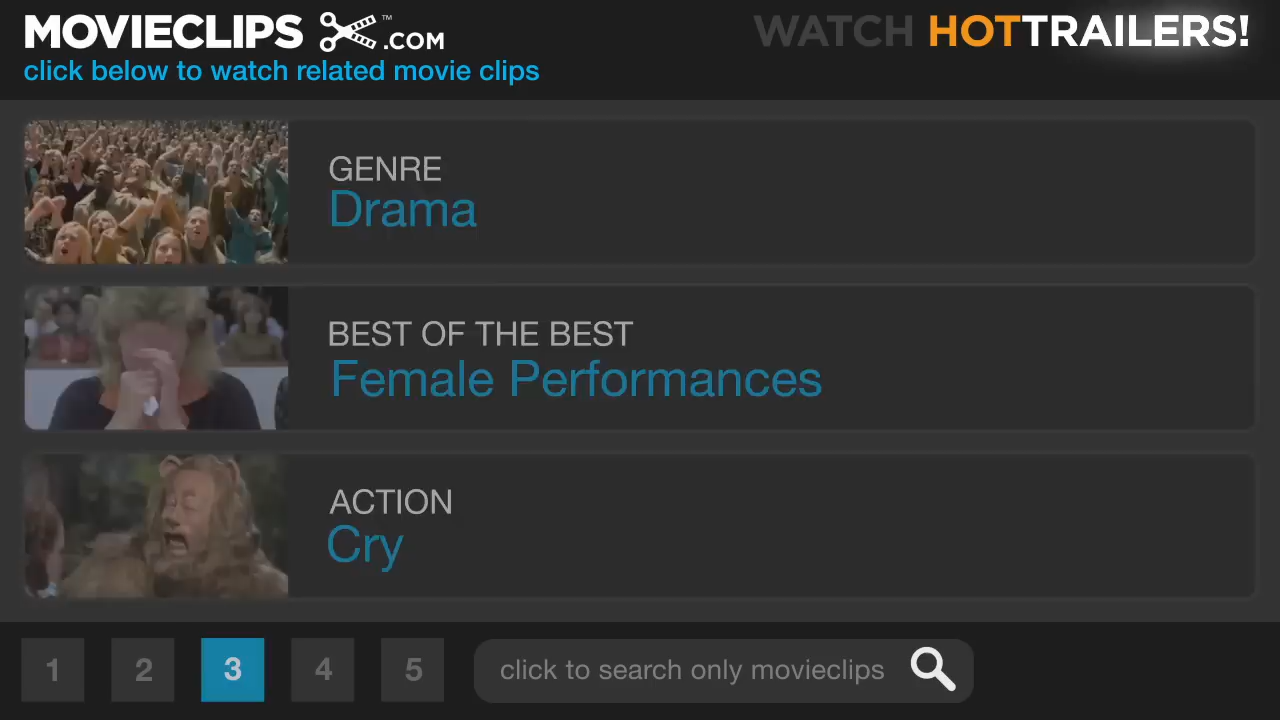 MOVIECLIPS ™.COM
WATCH HOTTRAILERS!
click below to watch related movie clips
GENRE
Drama
BEST OF THE BEST
Female Performances
ACTION
Cry
1 2 3 4 5
click to search only movieclips